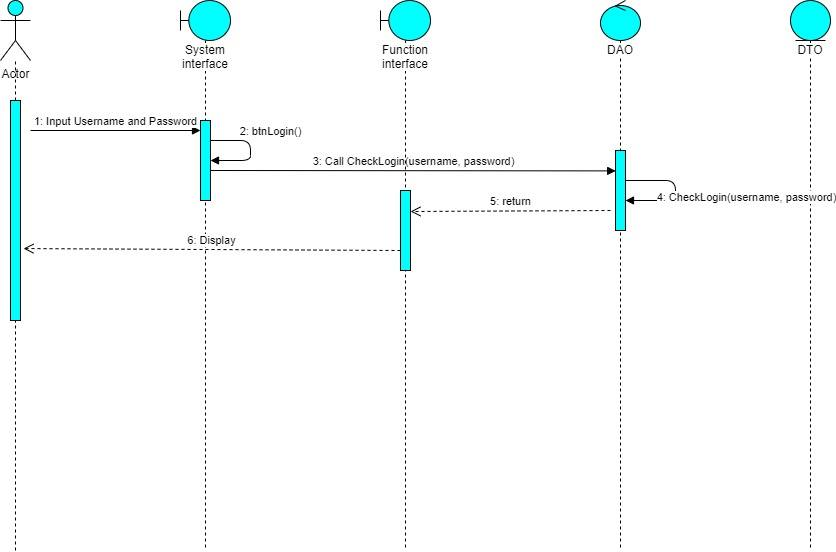 Actor
System
interface
Function
interface
DAO
DTO
1: Input Username and Password
2: btnLogin()
3: Call CheckLogin(username, password)
4: CheckLogin(username, password)
5: return
6: Display